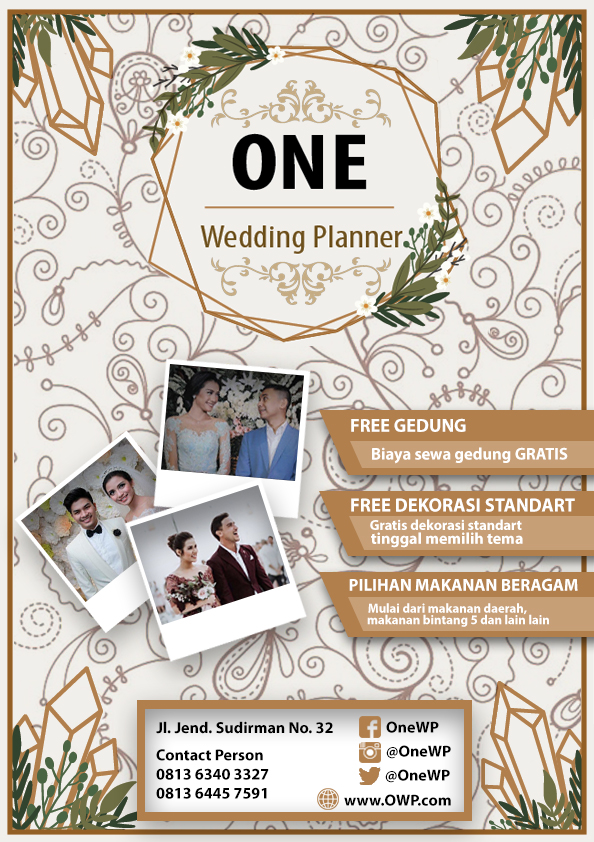 ONE
Wedding Planner
FREE GEDUNG
Biaya sewa gedung GRATIS
FREE DEKORASI STANDART
Gratis dekorasi standart
tinggal memilih tema
PILIHAN MAKANAN BERAGAM
Mulai dari makanan daerah,
makanan bintang 5 dan lain lain
Jl. Jend. Sudirman No. 32
Contact Person
0813 6340 3327
0813 6445 7591
OneWP
@OneWP
@OneWP
www.OWP.com